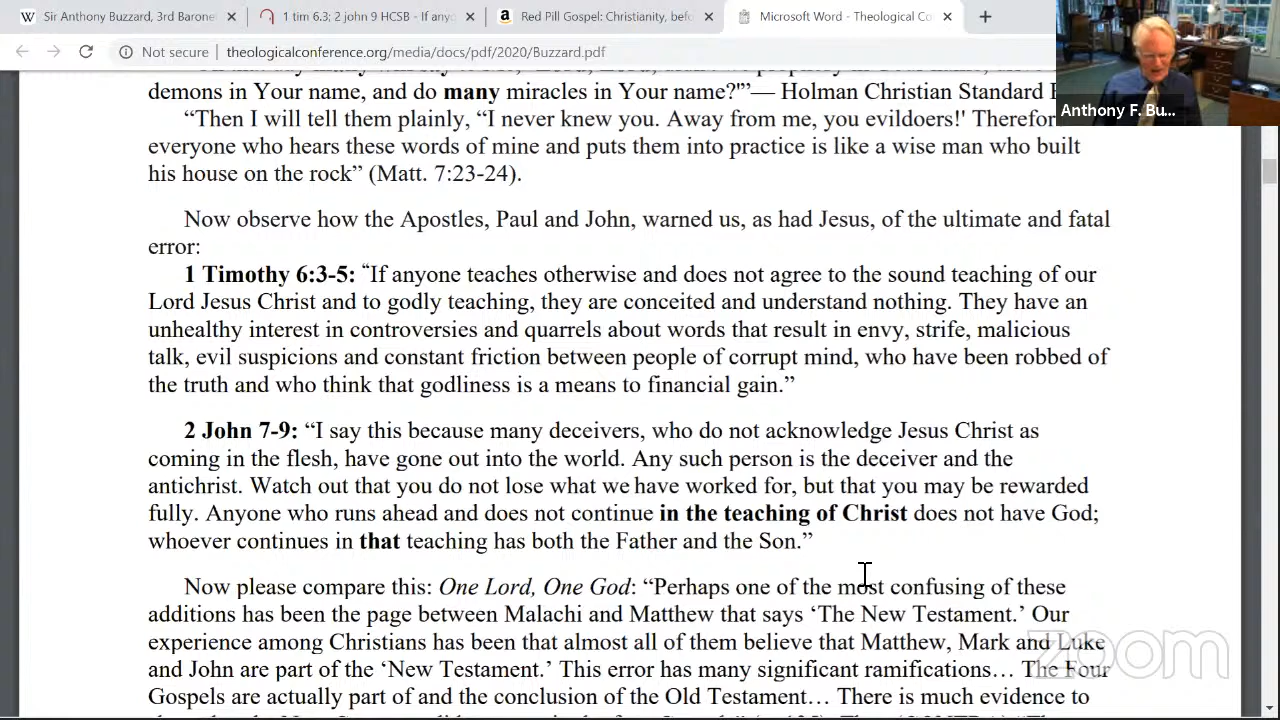 Sir Anthony Buzzard, 3rd Barone
1 tim 6.3; 2 john 9 HCSB - If any
Red Pill Gospel: Christianity, bef
Microsoft Word - Theological Co
Not secure | theologicalconference.org/media/docs/pdf/2020/Buzzard.pdf
Anthony F. Bu...
demons in Your name, and do many miracles in Your name?'”— Holman Christian Standard
“Then I will tell them plainly, “I never knew you. Away from me, you evildoers!' Therefor
everyone who hears these words of mine and puts them into practice is like a wise man who built
his house on the rock” (Matt. 7:23-24).
Now observe how the Apostles, Paul and John, warned us, as had Jesus, of the ultimate and fatal
error:
1 Timothy 6:3-5: “If anyone teaches otherwise and does not agree to the sound teaching of our
Lord Jesus Christ and to godly teaching, they are conceited and understand nothing. They have an
unhealthy interest in controversies and quarrels about words that result in envy, strife, malicious
talk, evil suspicions and constant friction between people of corrupt mind, who have been robbed of
the truth and who think that godliness is a means to financial gain.”
2 John 7-9: “I say this because many deceivers, who do not acknowledge Jesus Christ as
coming in the flesh, have gone out into the world. Any such person is the deceiver and the
antichrist. Watch out that you do not lose what we have worked for, but that you may be rewarded
fully. Anyone who runs ahead and does not continue in the teaching of Christ does not have God;
whoever continues in that teaching has both the Father and the Son.”
Now please compare this: One Lord, One God: “Perhaps one of the most confusing of these
additions has been the page between Malachi and Matthew that says ‘The New Testament.’ Our
experience among Christians has been that almost all of them believe that Matthew, Mark and Luke
and John are part of the ‘New Testament.’ This error has many significant ramifications… The Four
Gospels are actually part of and the conclusion of the Old Testament… There is much evidence to
zoom